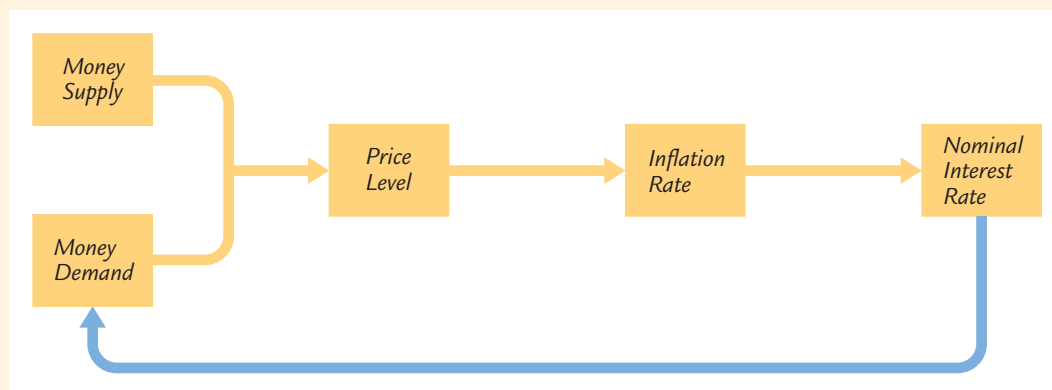 Money
Supply
Money
Demand
Price
Level
Inflation
Rate
Nominal
Interest
Rate